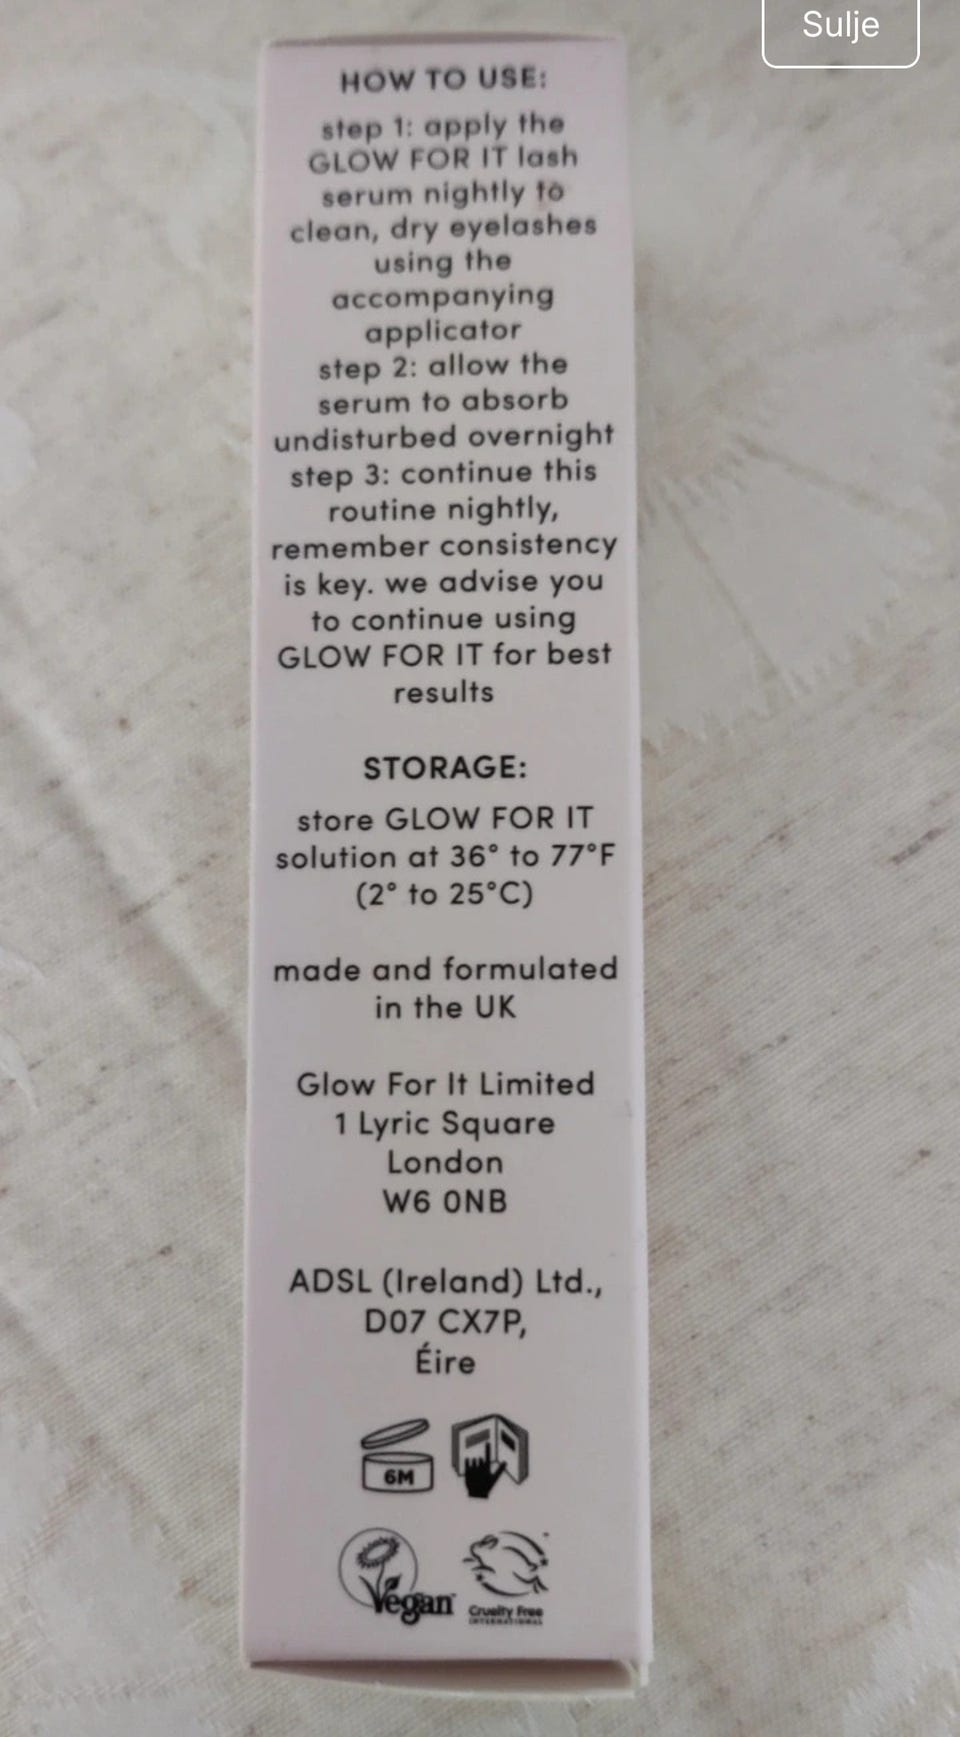 Sulje
HOW TO USE:
step 1: apply the
GLOW FOR IT lash
serum nightly to
clean, dry eyelashes
using the
accompanying
applicator
step 2: allow the
serum to absorb
undisturbed overnight
step 3: continue this
routine nightly,
remember consistency
is key. we advise you
to continue using
GLOW FOR IT for best
results
STORAGE:
store GLOW FOR IT
solution at 36° to 77°F
(2° to 25°C)
made and formulated
in the UK
Glow For It Limited
1 Lyric Square
London
W6 0NB
ADSL (Ireland) Ltd.,
D07 CX7P,
Éire
6M
Vegan
Cruelty Free
INTERNATIONAL